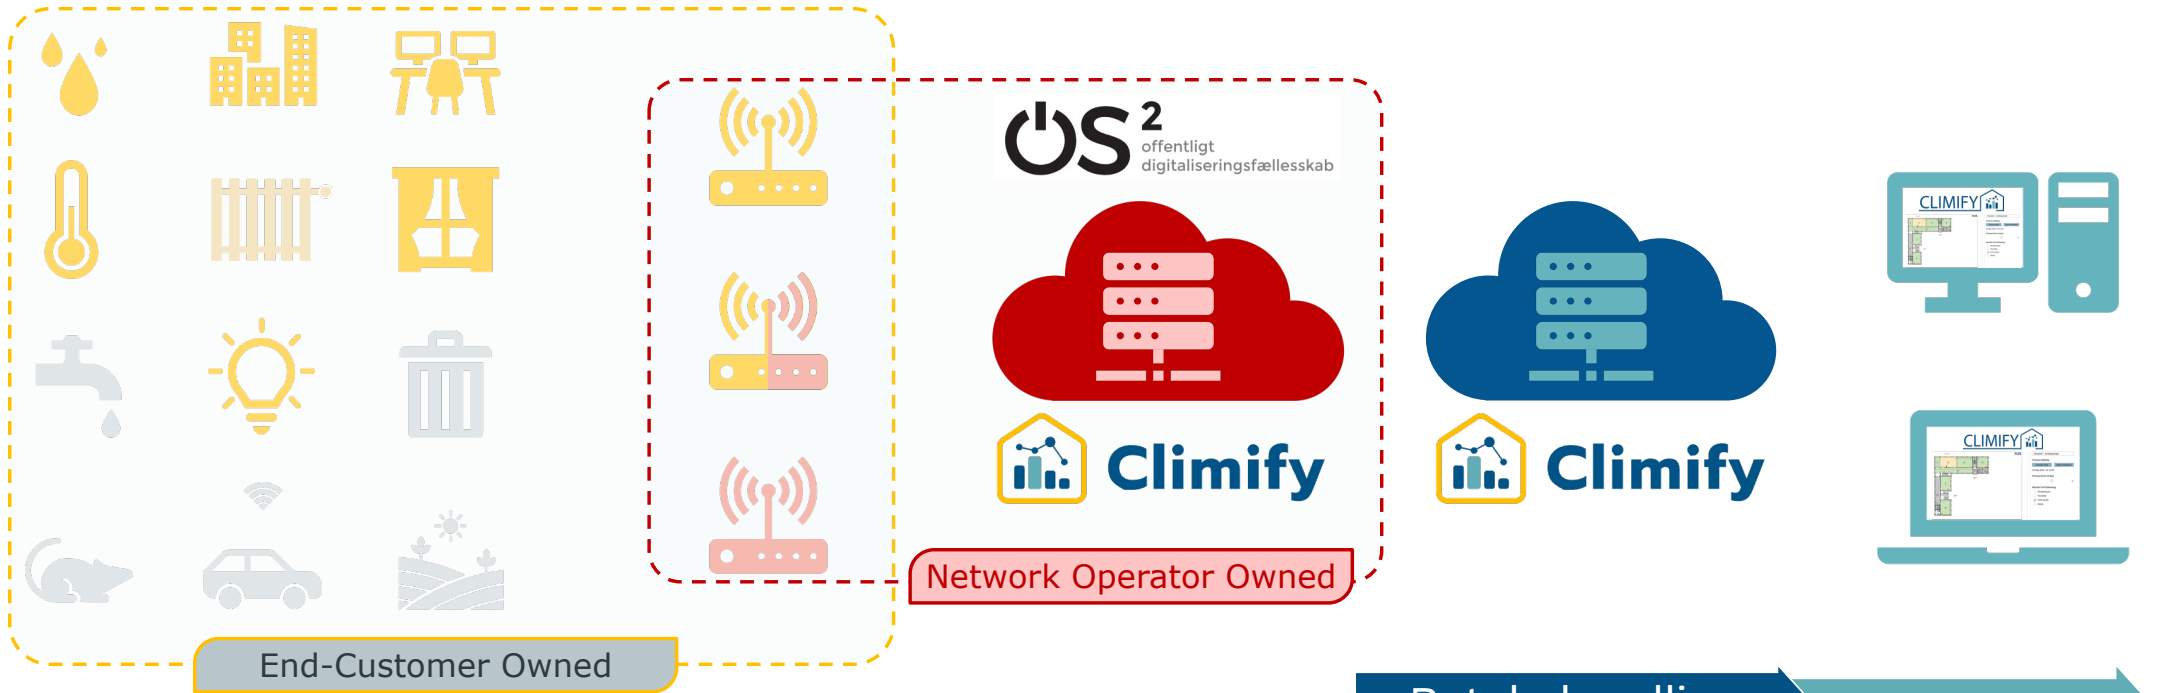 OS²
offentligt
digitaliseringsfællesskab
CLIMIFY
CLIMIFY
Climify
Climify
Network Operator Owned
End-Customer Owned